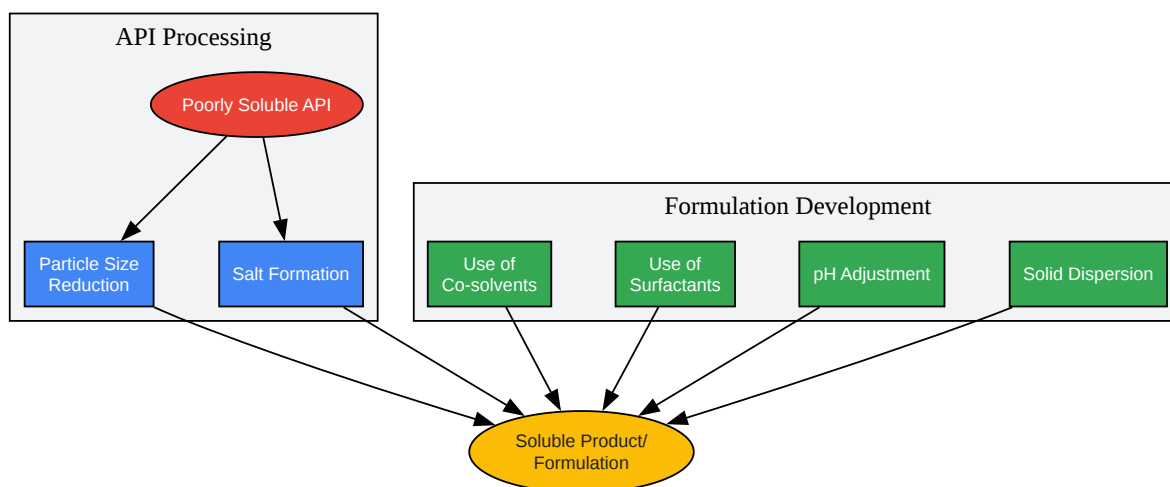 API Processing
Poorly Soluble API
Formulation Development
Particle Size
Reduction
Salt Formation
Use of
Co-solvents
Use of
Surfactants
pH Adjustment
Solid Dispersion
Soluble Product/
Formulation